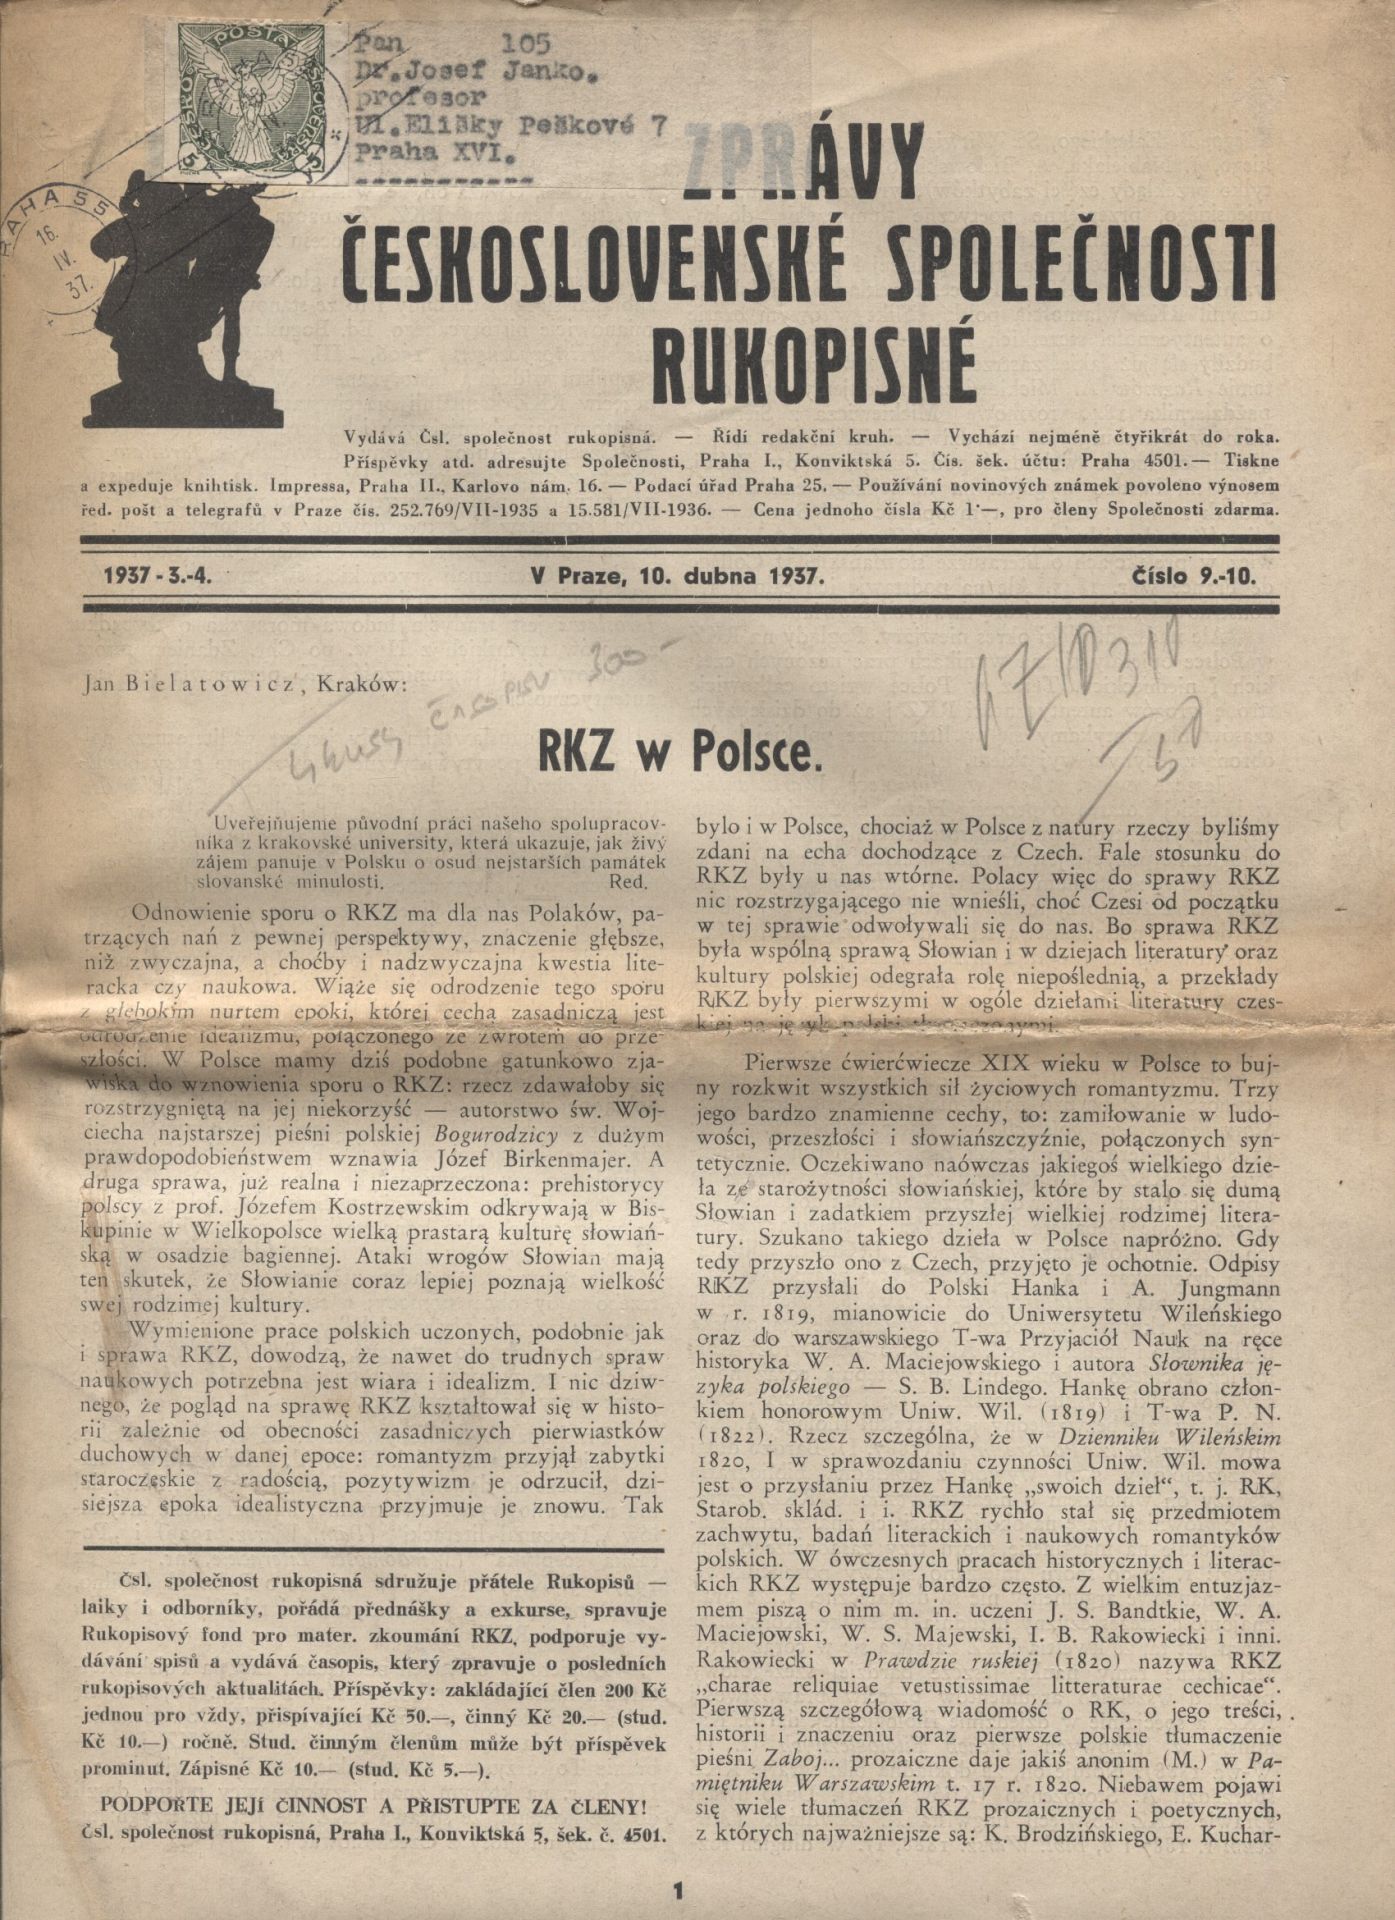 POSTA
ČESKO
SLOVENSKÁ
5 5
Pan 105
Dr.Josef Janko.
profesor
Ul.Elišky Peškové 7
Praha XVI.
-----------
PRAHA 55
16.
IV.
37.
ZPRÁVY
ČESKOSLOVENSKÉ SPOLEČNOSTI
RUKOPISNÉ
Vydává Čsl. společnost rukopisná. — Řídí redakční kruh. — Vychází nejméně čtyřikrát do roka.
Příspěvky atd. adresujte Společnosti, Praha I., Konviktská 5. Čís. šek. účtu: Praha 4501. — Tiskne
a expeduje knihtisk. Impressa, Praha II., Karlovo nám. 16. — Podací úřad Praha 25. — Používání novinových známek povoleno výnosem
řed. pošt a telegrafů v Praze čís. 252.769/VII-1935 a 15.581/VII-1936. — Cena jednoho čísla Kč 1·—, pro členy Společnosti zdarma.
1937 - 3.-4. V Praze, 10. dubna 1937. Číslo 9.-10.
Jan Bielatowicz, Kraków:
časopisu 300-
RKZ w Polsce.
Uveřejňujeme původní práci našeho spolupracov-
níka z krakovské university, která ukazuje, jak živý
zájem panuje v Polsku o osud nejstarších památek
slovanské minulosti. Red.
Odnowienie sporu o RKZ ma dla nas Polaków, pa-
trzących nań z pewnej perspektywy, znaczenie głębsze,
niż zwyczajna, a choćby i nadzwyczajna kwestia lite-
racka czy naukowa. Wiąże się odrodzenie tego sporu
z głębokim nurtem epoki, której cechą zasadniczą jest
odrodzenie idealizmu, połączonego ze zwrotem do prze-
szłości. W Polsce mamy dziś podobne gatunkowo zja-
wiska do wznowienia sporu o RKZ: rzecz zdawałoby się
rozstrzygniętą na jej niekorzyść — autorstwo św. Woj-
ciecha najstarszej pieśni polskiej Bogurodzicy z dużym
prawdopodobieństwem wznawia Józef Birkenmajer. A
druga sprawa, już realna i niezaprzeczona: prehistorycy
polscy z prof. Józefem Kostrzewskim odkrywają w Bis-
kupinie w Wielkopolsce wielką prastarą kulturę słowiań-
ską w osadzie bagiennej. Ataki wrogów Słowian mają
ten skutek, że Słowianie coraz lepiej poznają wielkość
swej rodzimej kultury.
Wymienione prace polskich uczonych, podobnie jak
i sprawa RKZ, dowodzą, że nawet do trudnych spraw
naukowych potrzebna jest wiara i idealizm. I nic dziw-
nego, że pogląd na sprawę RKZ kształtował się w histo-
rii zależnie od obecności zasadniczych pierwiastków
duchowych w danej epoce: romantyzm przyjął zabytki
staroczęskie z radością, pozytywizm je odrzucił, dzi-
siejsza epoka idealistyczna przyjmuje je znowu. Tak
Čsl. společnost rukopisná sdružuje přátele Rukopisů —
laiky i odborníky, pořádá přednášky a exkurse, spravuje
Rukopisový fond pro mater. zkoumání RKZ, podporuje vy-
dávání spisů a vydává časopis, který zpravuje o posledních
rukopisových aktualitách. Příspěvky: zakládající člen 200 Kč
jednou pro vždy, přispívající Kč 50.—, činný Kč 20.— (stud.
Kč 10.—) ročně. Stud. činným členům může být příspěvek
prominut. Zápisné Kč 10.— (stud. Kč 5.—).
PODPOŘTE JEJÍ ČINNOST A PŘISTUPTE ZA ČLENY!
Čsl. společnost rukopisná, Praha I., Konviktská 5, šek. č. 4501.
bylo i w Polsce, chociaż w Polsce z natury rzeczy byliśmy
zdani na echa dochodzące z Czech. Fale stosunku do
RKZ były u nas wtórne. Polacy więc do sprawy RKZ
nic rozstrzygającego nie wnieśli, choć Czesi od początku
w tej sprawie odwoływali się do nas. Bo sprawa RKZ
była wspólną sprawą Słowian i w dziejach literatury oraz
kultury polskiej odegrała rolę niepoślednią, a przekłady
RKZ były pierwszymi w ogóle dziełami literatury czes-
kiej na język polski tłumaczonymi.
Pierwsze ćwierćwiecze XIX wieku w Polsce to buj-
ny rozkwit wszystkich sił życiowych romantyzmu. Trzy
jego bardzo znamienne cechy, to: zamiłowanie w ludo-
wości, przeszłości i słowiańszczyźnie, połączonych syn-
tetycznie. Oczekiwano naówczas jakiegoś wielkiego dzie-
ła ze starożytności słowiańskiej, które by stalo się dumą
Słowian i zadatkiem przyszłej wielkiej rodzimej litera-
tury. Szukano takiego dzieła w Polsce napróżno. Gdy
tedy przyszło ono z Czech, przyjęto je ochotnie. Odpisy
RKZ przysłali do Polski Hanka i A. Jungmann
w r. 1819, mianowicie do Uniwersytetu Wileńskiego
oraz do warszawskiego T-wa Przyjaciół Nauk na ręce
historyka W. A. Maciejowskiego i autora Słownika ję-
zyka polskiego — S. B. Lindego. Hankę obrano człon-
kiem honorowym Uniw. Wil. (1819) i T-wa P. N.
(1822). Rzecz szczególna, że w Dzienniku Wileńskim
1820, I w sprawozdaniu czynności Uniw. Wil. mowa
jest o przysłaniu przez Hankę „swoich dzieł“, t. j. RK,
Starob. skład. i i. RKZ rychło stał się przedmiotem
zachwytu, badań literackich i naukowych romantyków
polskich. W ówczesnych pracach historycznych i literac-
kich RKZ występuje bardzo często. Z wielkim entuzjaz-
mem piszą o nim m. in. uczeni J. S. Bandtkie, W. A.
Maciejowski, W. S. Majewski, I. B. Rakowiecki i inni.
Rakowiecki w Prawdzie ruskiej (1820) nazywa RKZ
„charae reliquiae vetustissimae litteraturae cechicae“.
Pierwszą szczegółową wiadomość o RK, o jego treści,
historii i znaczeniu oraz pierwsze polskie tłumaczenie
pieśni Zaboj... prozaiczne daje jakiś anonim (M.) w Pa-
miętniku Warszawskim t. 17 r. 1820. Niebawem pojawi
się wiele tłumaczeń RKZ prozaicznych i poetycznych,
z których najważniejsze są: K. Brodzińskiego, E. Kuchar-
1